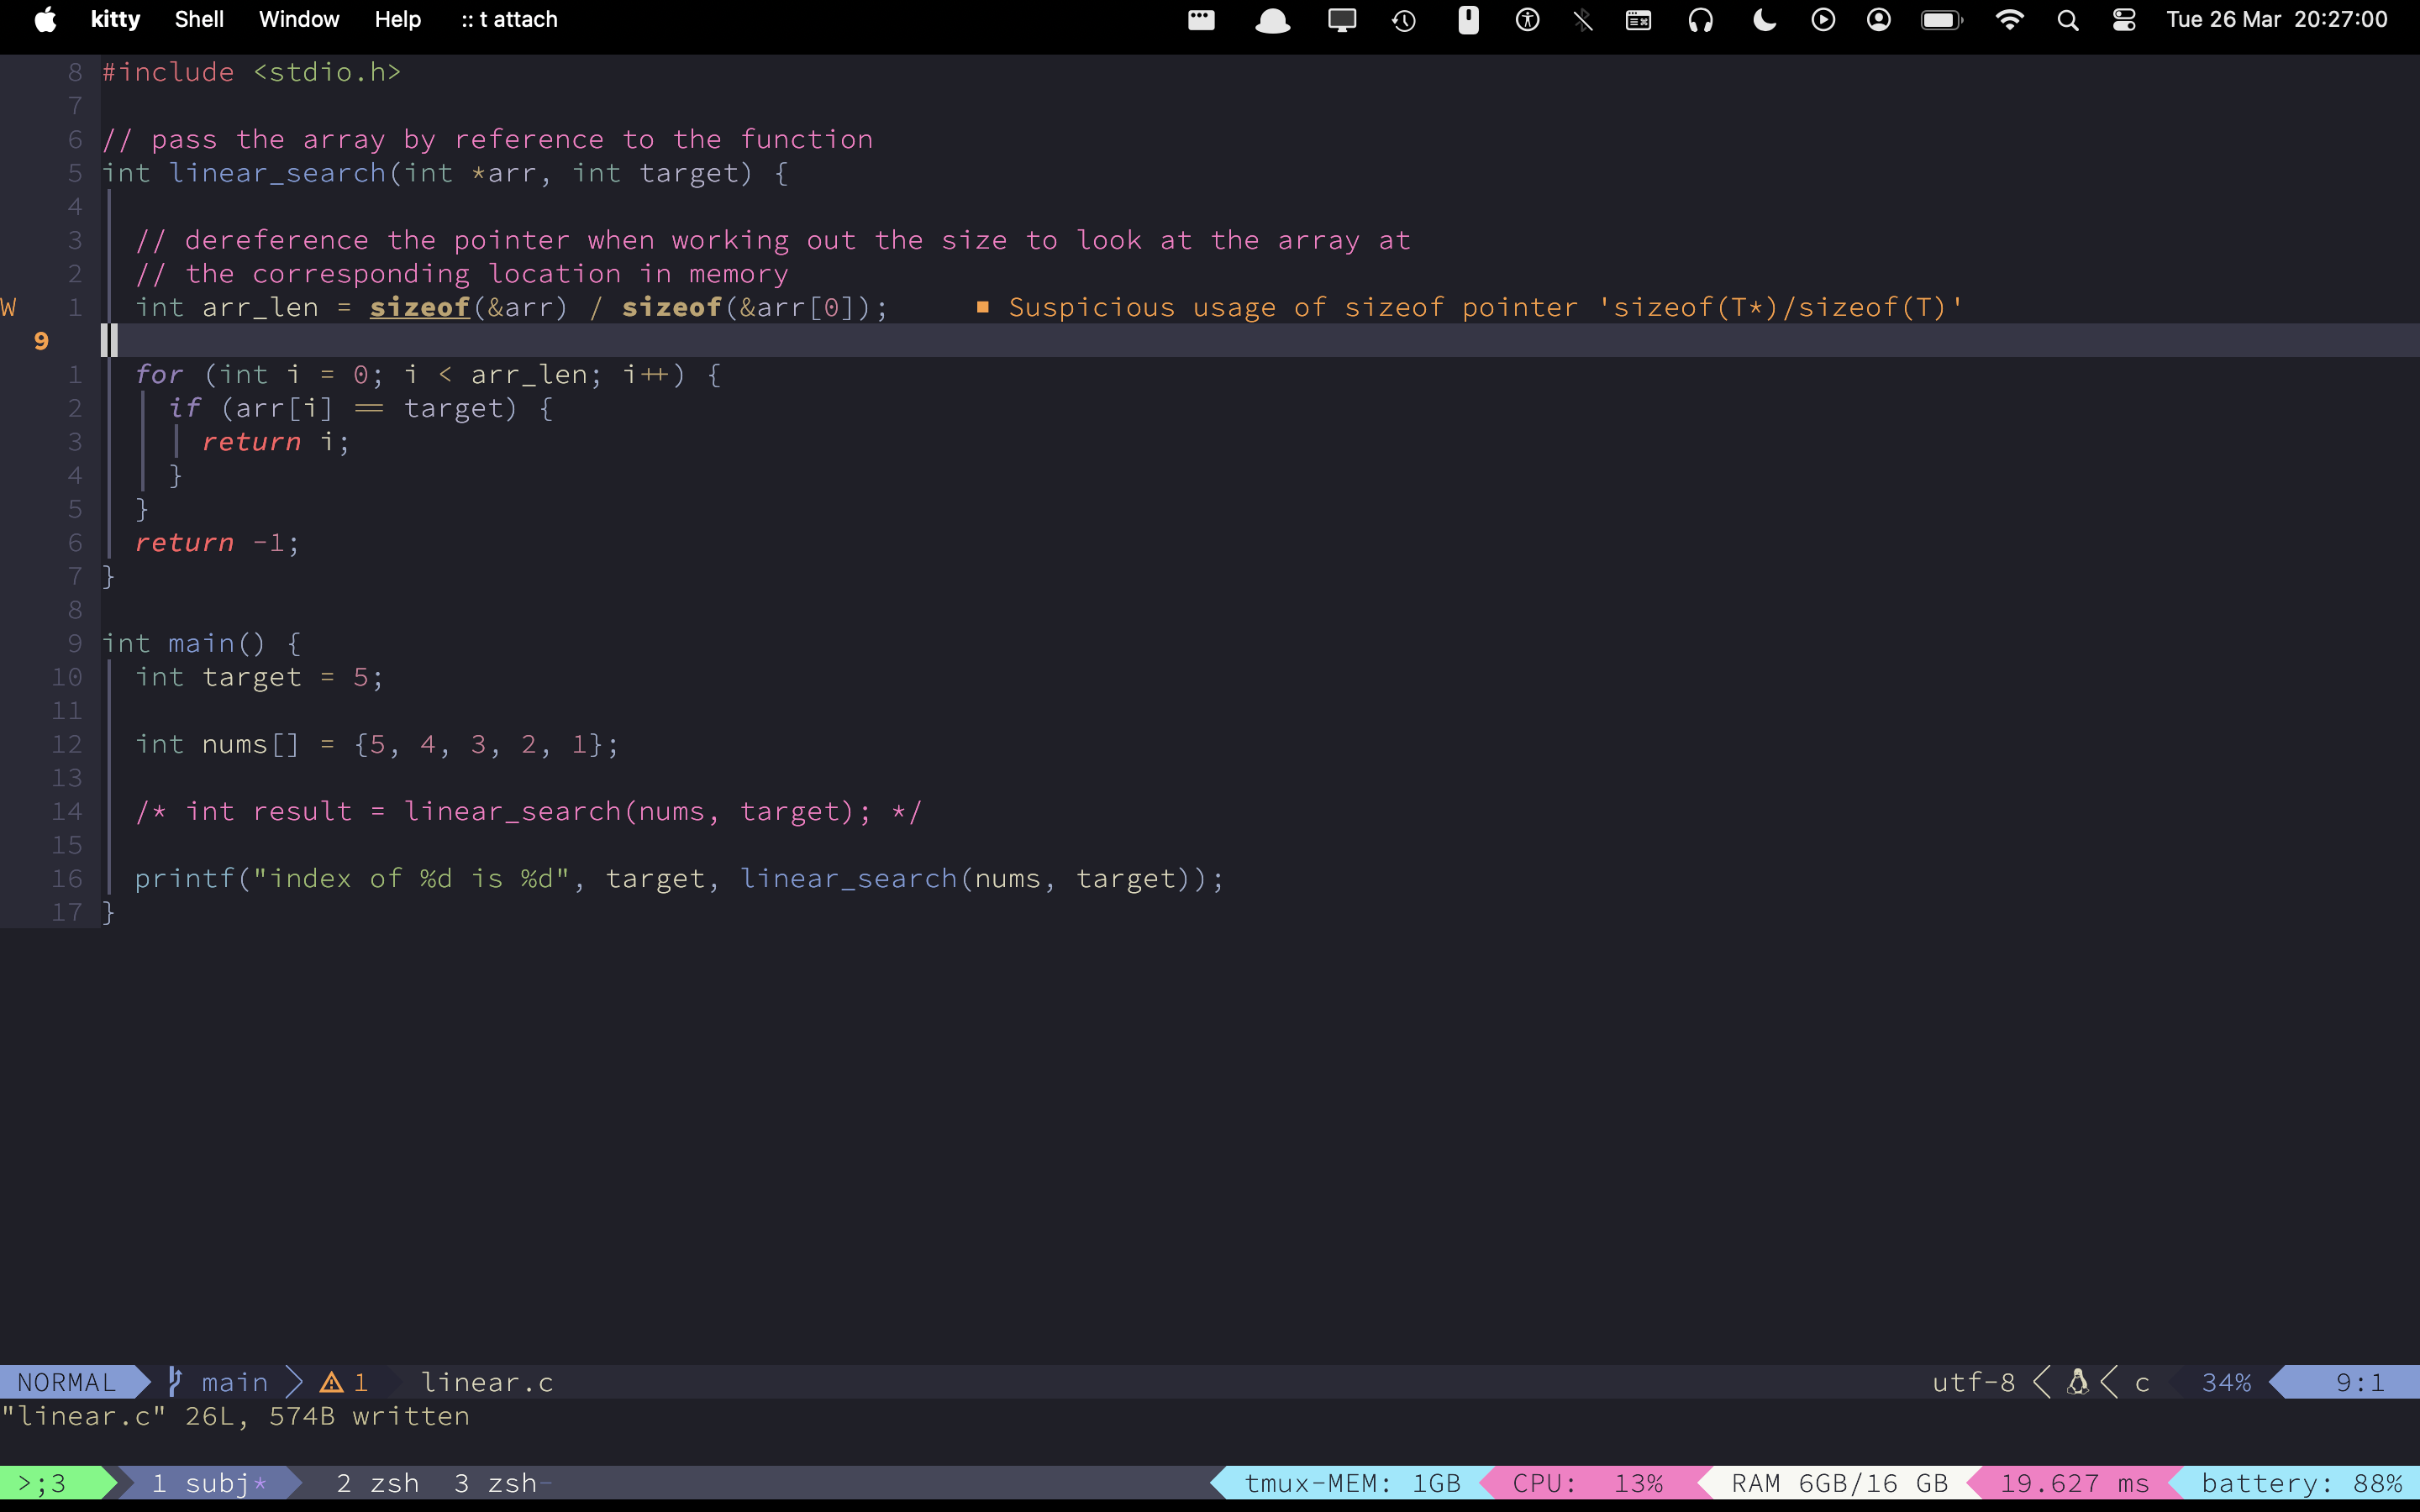 kitty Shell Window Help :: t attach Tue 26 Mar 20:27:00
8 #include <stdio.h>
7
6 // pass the array by reference to the function
5 int linear_search(int *arr, int target) {
4
3 // dereference the pointer when working out the size to look at the array at
2 // the corresponding location in memory
W 1 int arr_len = sizeof(&arr) / sizeof(&arr[0]); ■ Suspicious usage of sizeof pointer 'sizeof(T*)/sizeof(T)'
9
1 for (int i = 0; i < arr_len; i++) {
2 if (arr[i] == target) {
3 return i;
4 }
5 }
6 return -1;
7 }
8
9 int main() {
10 int target = 5;
11
12 int nums[] = {5, 4, 3, 2, 1};
13
14 /* int result = linear_search(nums, target); */
15
16 printf("index of %d is %d", target, linear_search(nums, target));
17 }
NORMAL main 1 linear.c utf-8 c 34% 9:1
"linear.c" 26L, 574B written
>;3 1 subj* 2 zsh 3 zsh- tmux-MEM: 1GB CPU: 13% RAM 6GB/16 GB 19.627 ms battery: 88%